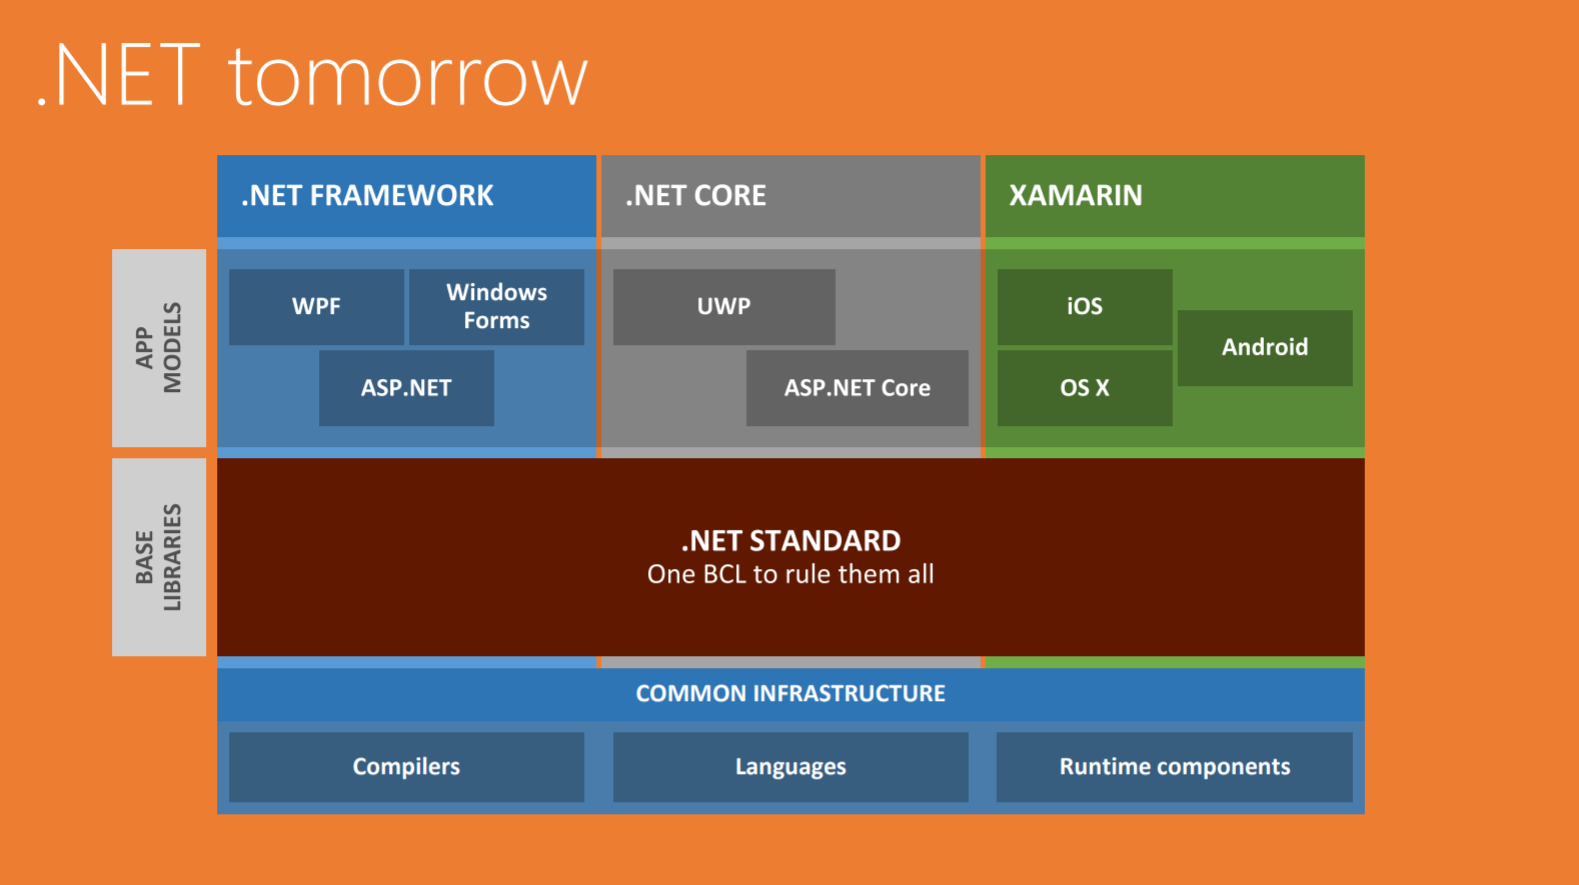 .NET tomorrow
.NET FRAMEWORK
.NET CORE
XAMARIN
APP
MODELS
WPF
Windows
Forms
ASP.NET
UWP
ASP.NET Core
iOS
Android
OS X
BASE
LIBRARIES
.NET STANDARD
One BCL to rule them all
COMMON INFRASTRUCTURE
Compilers
Languages
Runtime components